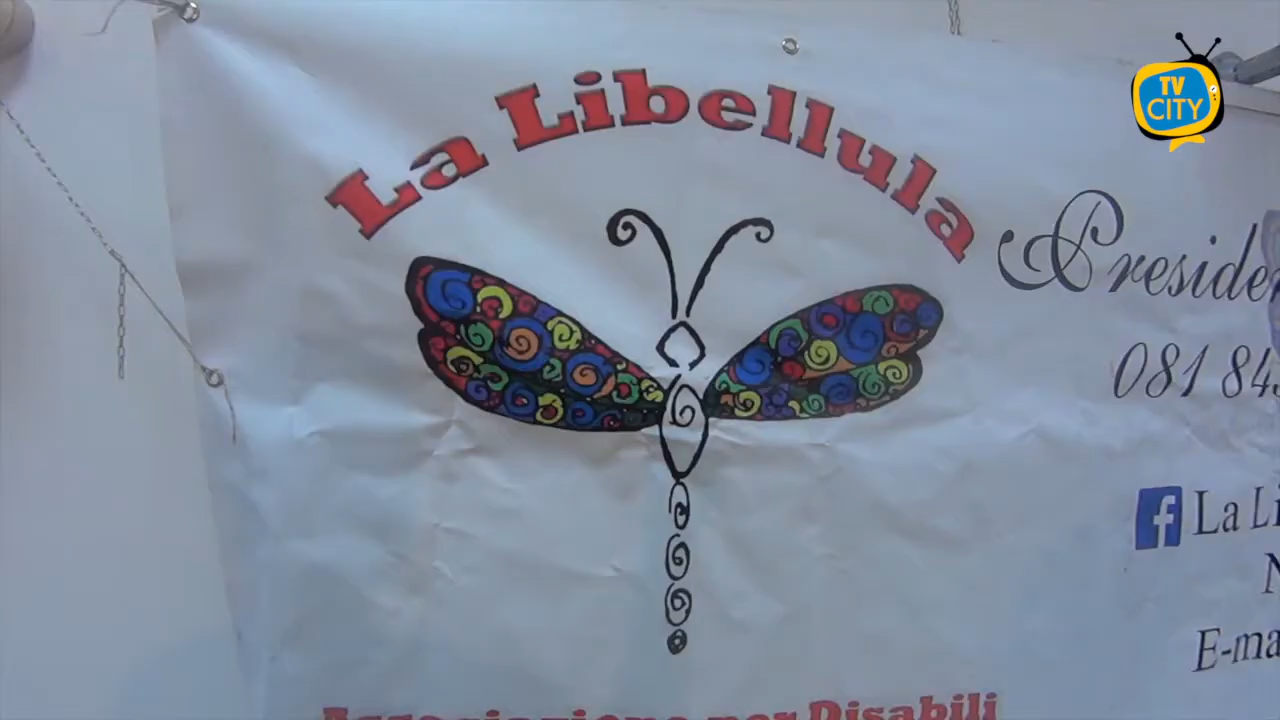 La Libellula
TV
CITY
Preside
081 84
La Li
N
E-ma
Associazione per Disabili